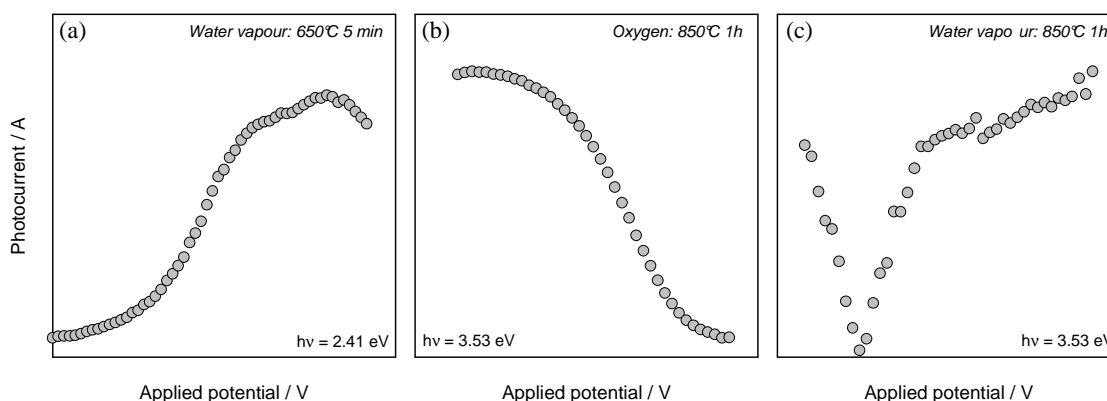 (a) Water vapour: 650°C 5 min
(b) Oxygen: 850°C 1h
(c) Water vapo ur: 850°C 1h
Photocurrent / A
hν = 2.41 eV
hν = 3.53 eV
hν = 3.53 eV
Applied potential / V
Applied potential / V
Applied potential / V